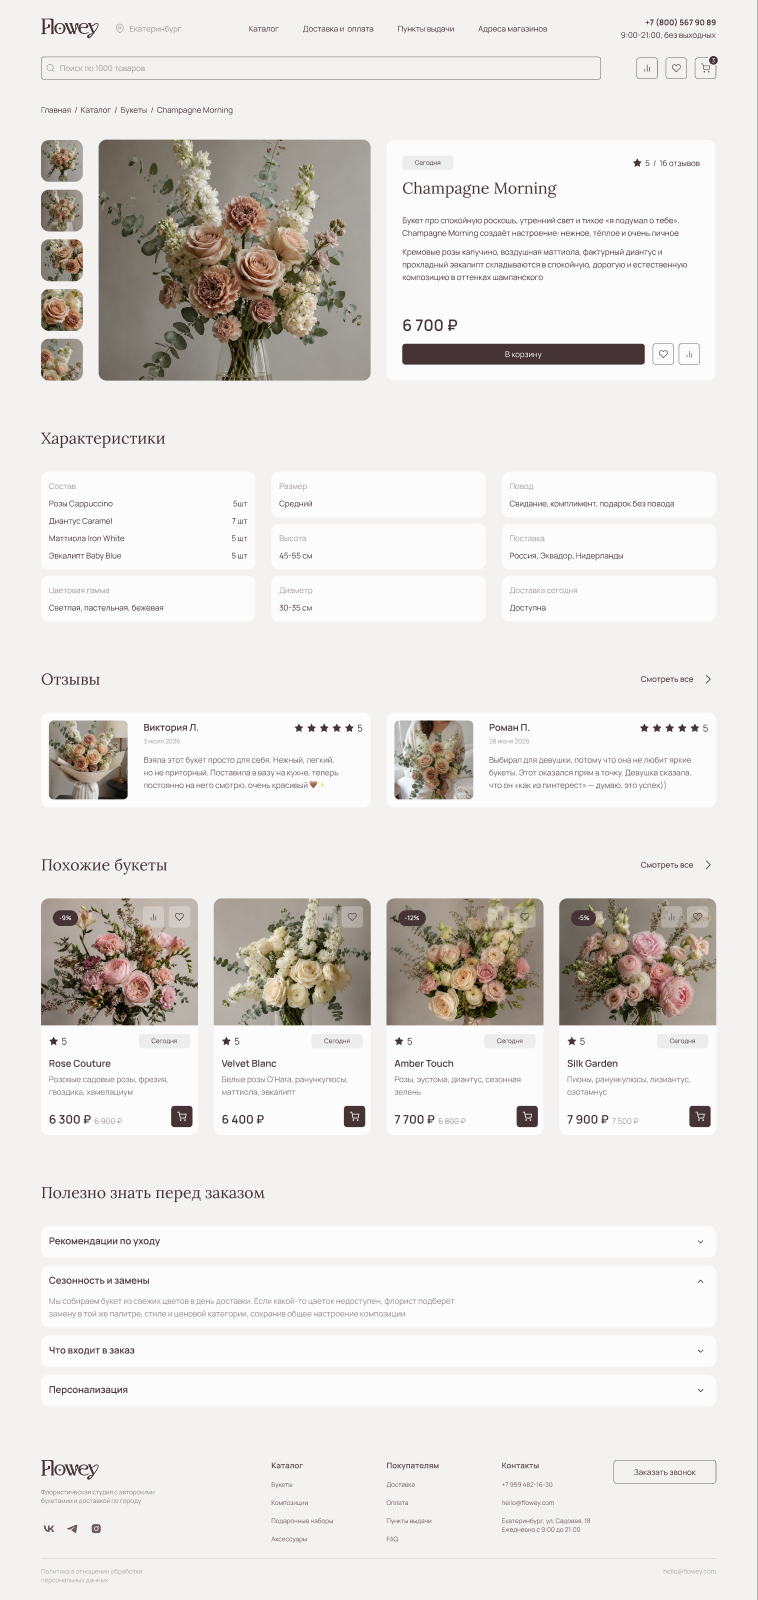 Flowey
Екатеринбург
Каталог
Доставка и оплата
Пункты выдачи
Адреса магазинов
+7 (800) 567 90 89
9:00-21:00, без выходных
Поиск по 1000 товаров
3
Главная / Каталог / Букеты / Champagne Morning
Сегодня
5 / 16 отзывов
Champagne Morning
Букет про спокойную роскошь, утренний свет и тихое «я подумал о тебе».
Champagne Morning создаёт настроение: нежное, тёплое и очень личное
Кремовые розы капучино, воздушная маттиола, фактурный диантус и
прохладный эвкалипт складываются в спокойную, дорогую и естественную
композицию в оттенках шампанского
6 700 ₽
В корзину
Характеристики
Состав
Розы Cappuccino 5шт
Диантус Caramel 7 шт
Маттиола Iron White 5 шт
Эвкалипт Baby Blue 5 шт
Цветовая гамма
Светлая, пастельная, бежевая
Размер
Средний
Высота
45-55 см
Диаметр
30-35 см
Повод
Свидание, комплимент, подарок без повода
Поставка
Россия, Эквадор, Нидерланды
Доставка сегодня
Доступна
Отзывы
Смотреть все
Виктория Л.
5
3 июля 2026
Взяла этот букет просто для себя. Нежный, легкий,
но не приторный. Поставила в вазу на кухне, теперь
постоянно на него смотрю, очень красивый 🤎✨
Роман П.
5
28 июня 2026
Выбирал для девушки, потому что она не любит яркие
букеты. Этот оказался прям в точку. Девушка сказала,
что он «как из пинтерест» — думаю, это успех))
Похожие букеты
Смотреть все
-9%
5
Сегодня
Rose Couture
Розовые садовые розы, фрезия,
гвоздика, хамелациум
6 300 ₽ 6 900 ₽
5
Сегодня
Velvet Blanc
Белые розы O'Hara, ранункулюсы,
маттиола, эвкалипт
6 400 ₽
-12%
5
Сегодня
Amber Touch
Розы, эустома, диантус, сезонная
зелень
7 700 ₽ 6 800 ₽
-5%
5
Сегодня
Silk Garden
Пионы, ранункулюсы, лизиантус,
озотамнус
7 900 ₽ 7 500 ₽
Полезно знать перед заказом
Рекомендации по уходу
Сезонность и замены
Мы собираем букет из свежих цветов в день доставки. Если какой-то цветок недоступен, флорист подберёт
замену в той же палитре, стиле и ценовой категории, сохранив общее настроение композиции
Что входит в заказ
Персонализация
Flowey
Флористическая студия с авторскими
букетами и доставкой по городу
Каталог
Букеты
Композиции
Подарочные наборы
Аксессуары
Покупателям
Доставка
Оплата
Пункты выдачи
FAQ
Контакты
+7 999 482-16-30
hello@flowey.com
Екатеринбург, ул. Садовая, 18
Ежедневно с 9:00 до 21:00
Заказать звонок
Политика в отношении обработки
персональных данных
hello@flowey.com